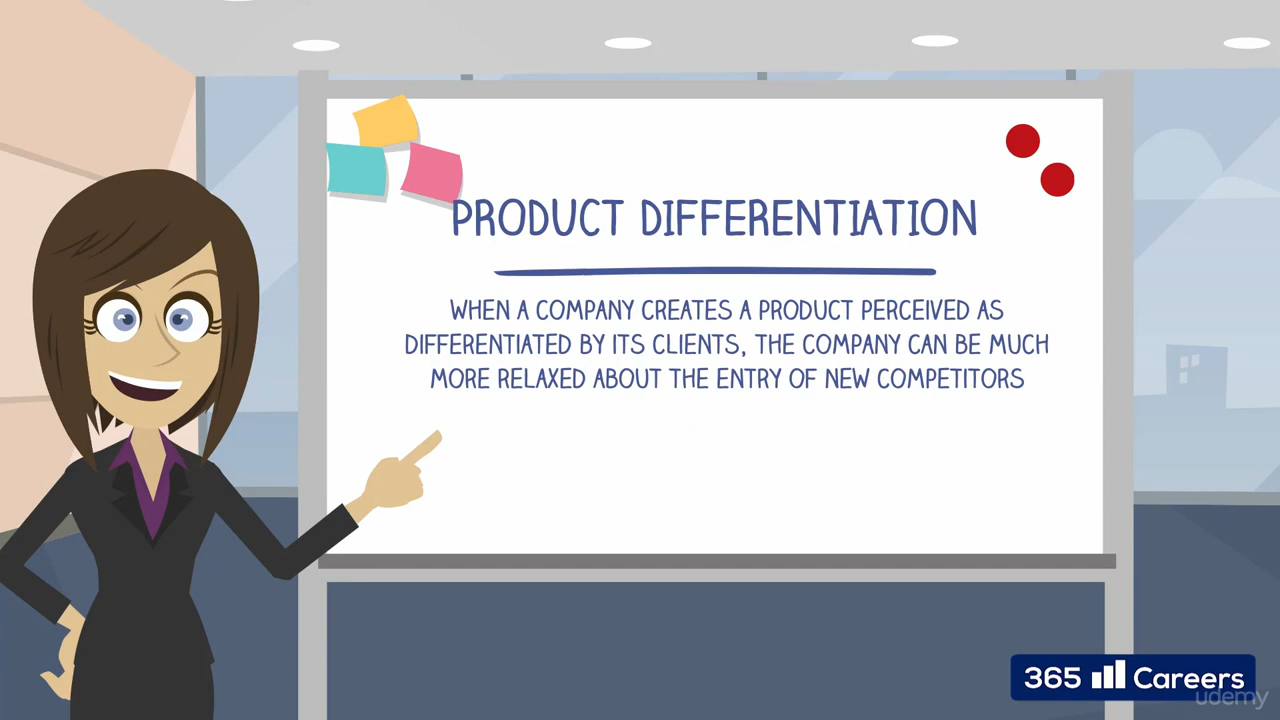 PRODUCT DIFFERENTIATION
WHEN A COMPANY CREATES A PRODUCT PERCEIVED AS
DIFFERENTIATED BY ITS CLIENTS, THE COMPANY CAN BE MUCH
MORE RELAXED ABOUT THE ENTRY OF NEW COMPETITORS
365 Careers
udemy